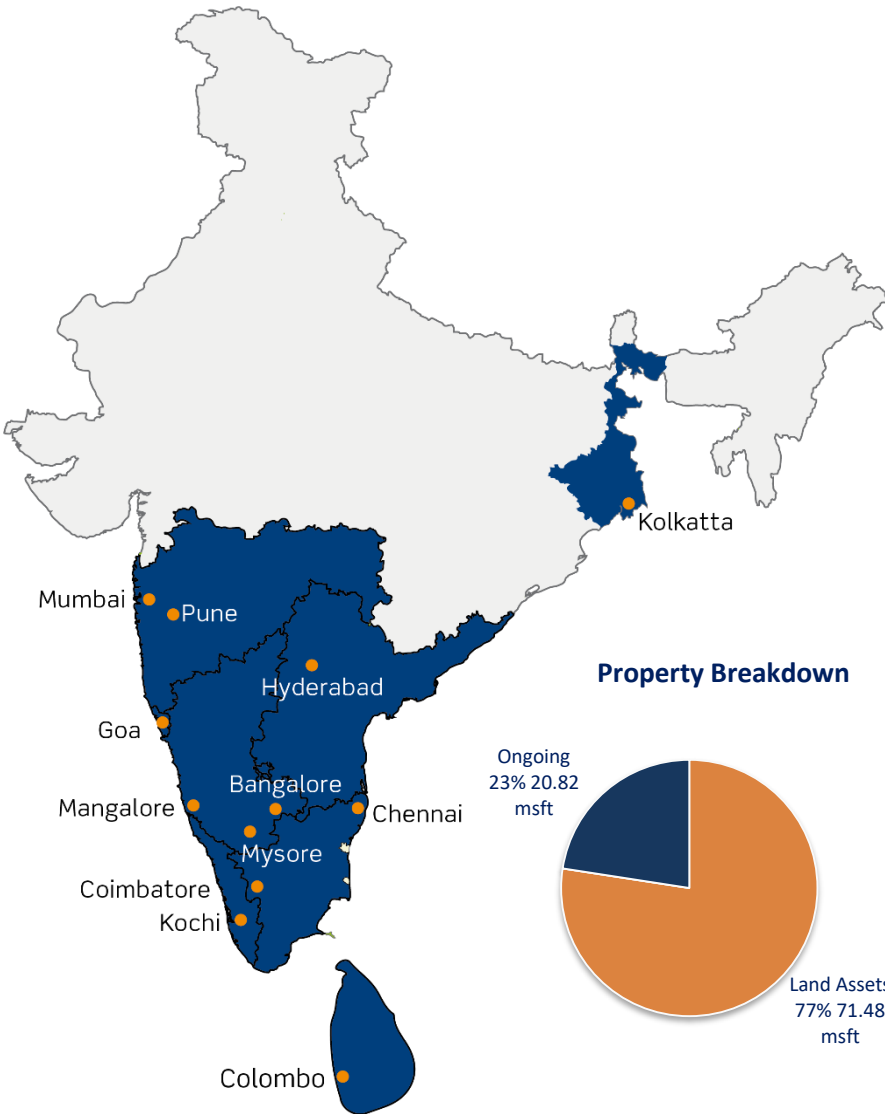 Kolkatta
Mumbai
Pune
Hyderabad
Goa
Bangalore
Mangalore
Chennai
Mysore
Coimbatore
Kochi
Colombo
Property Breakdown
Ongoing
23% 20.82
msft
Land Assets
77% 71.48
msft